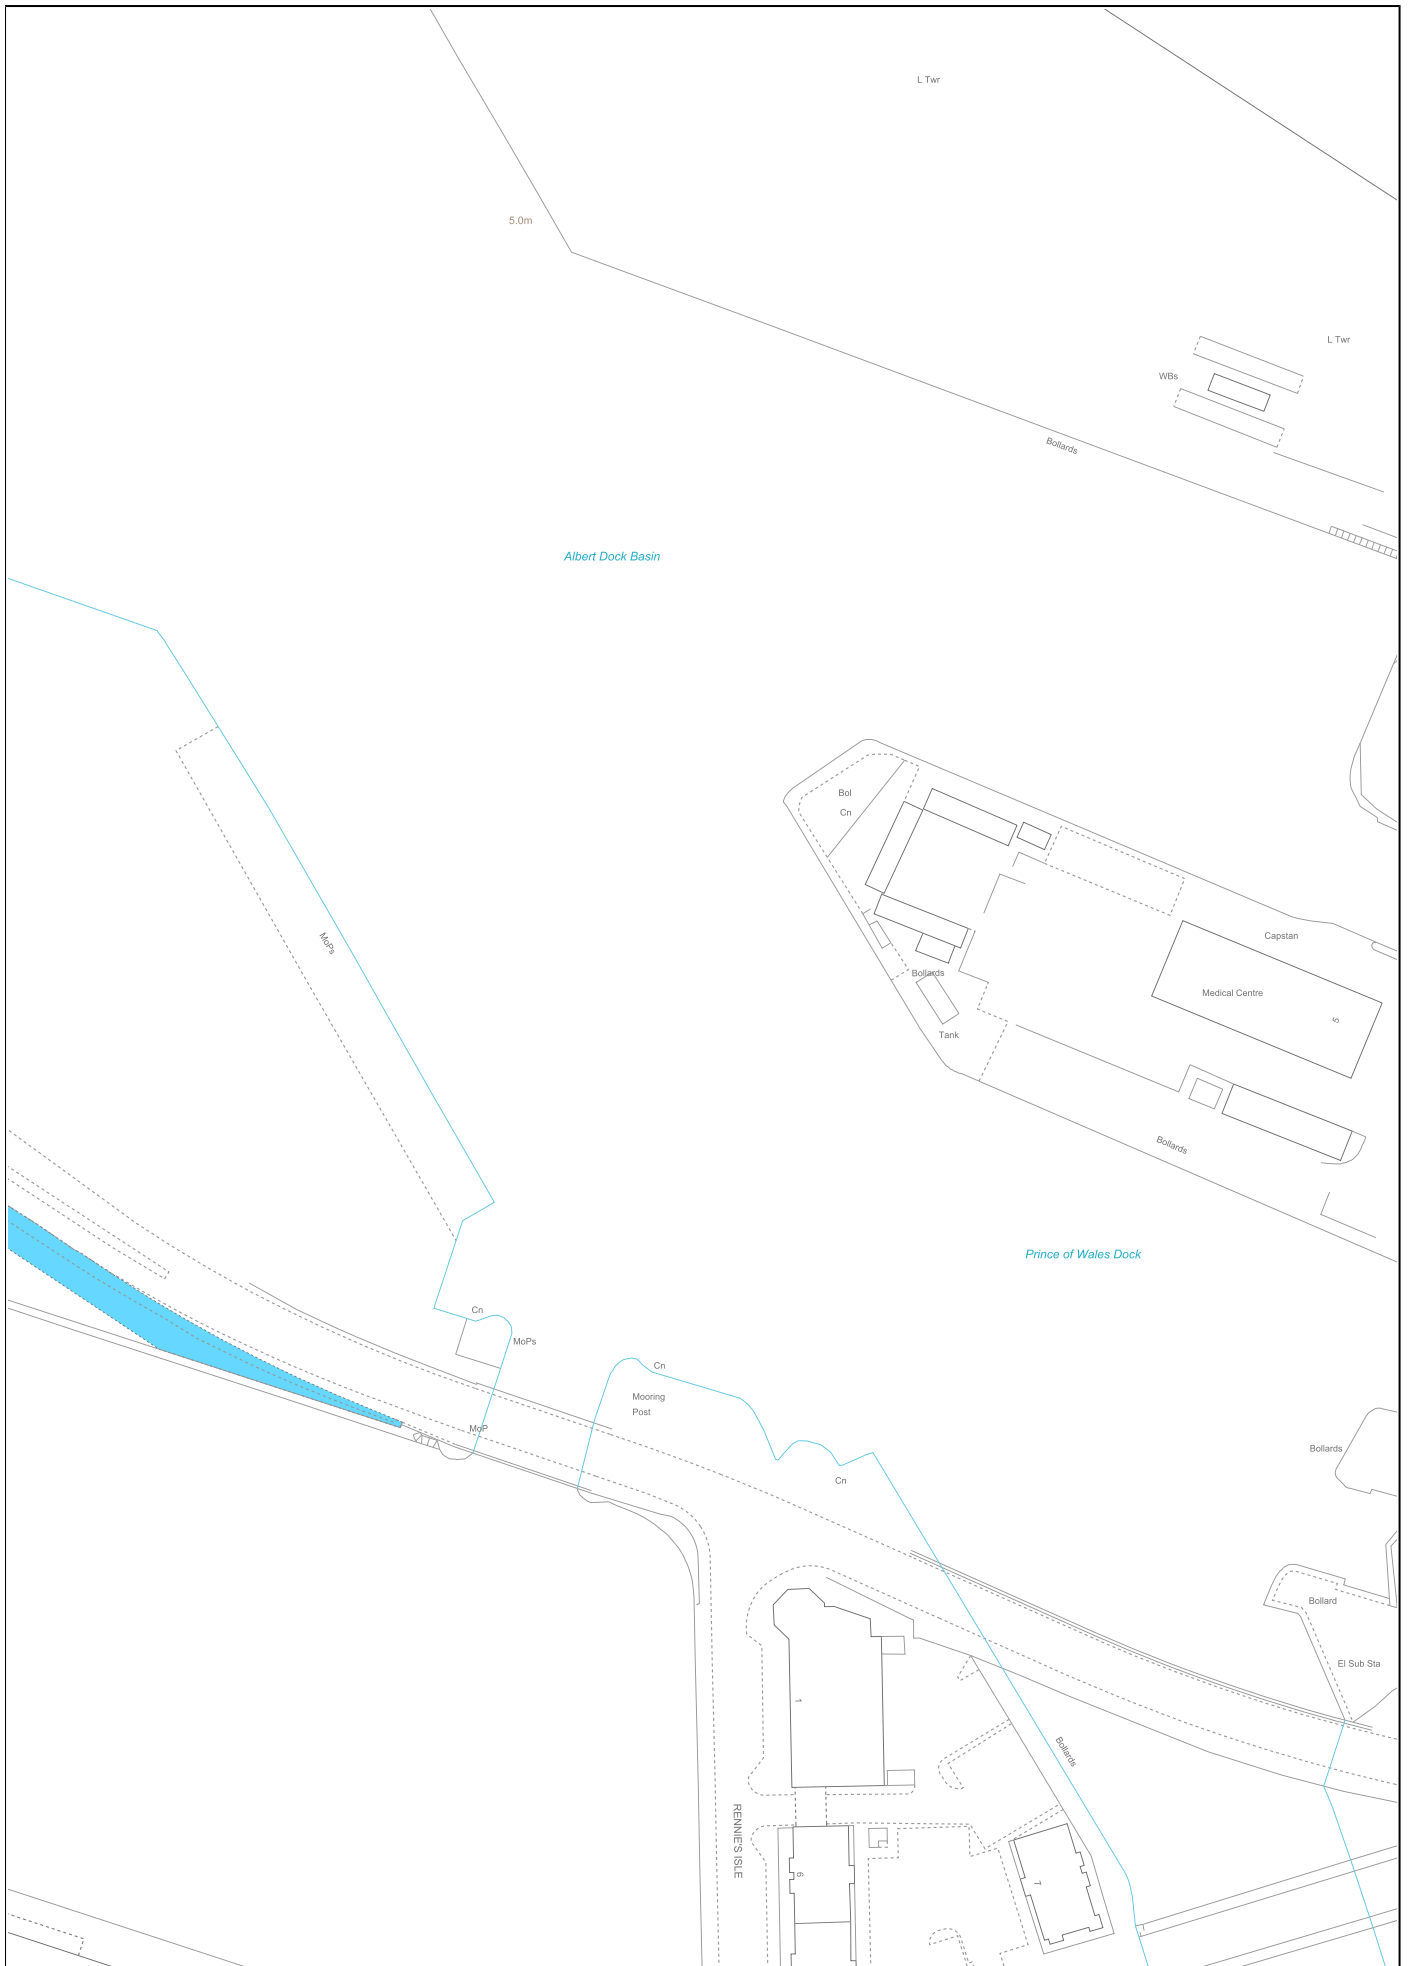 L Twr
5.0m
L Twr
WBs
Bollards
Albert Dock Basin
Bol
Cn
MoPs
Capstan
Bollards
Medical Centre
5
Tank
Bollards
Prince of Wales Dock
Cn
MoPs
Cn
Mooring
Post
MoP
Bollards
Cn
Bollard
El Sub Sta
1
Bollards
RENNIE'S ISLE
6
7